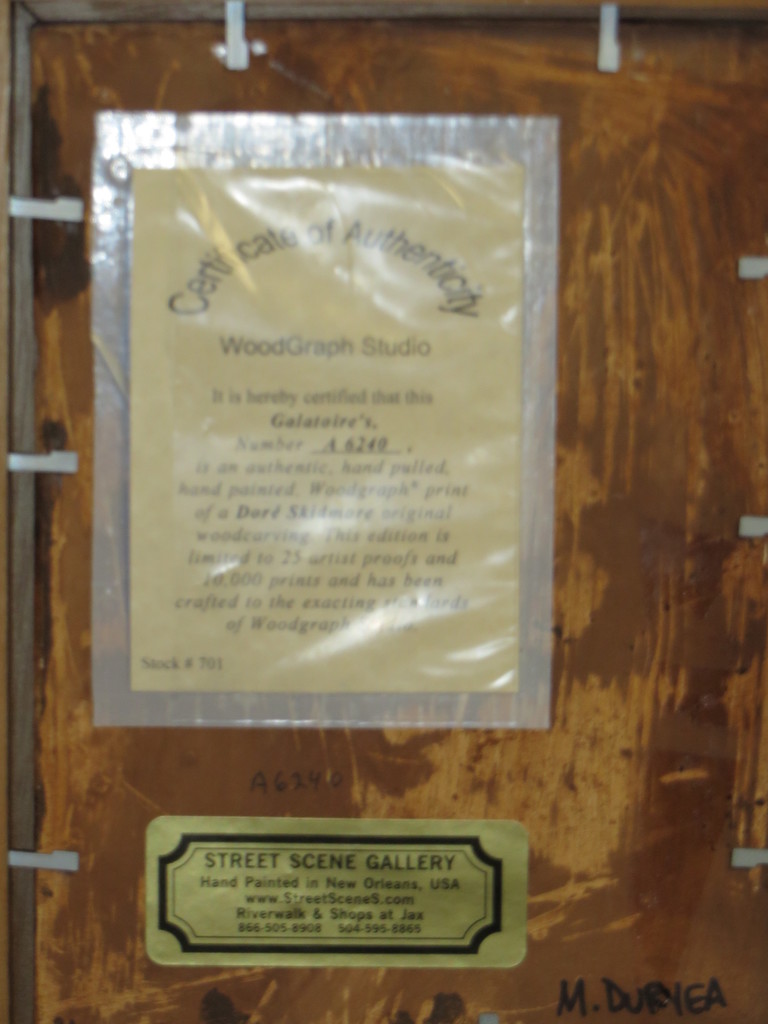 Certificate of Authenticity
WoodGraph Studio
It is hereby certified that this
Galatoire's,
Number A 6240 ,
is an authentic, hand pulled,
hand painted, Woodgraph® print
of a Doré Skidmore original
woodcarving. This edition is
limited to 25 artist proofs and
10,000 prints and has been
crafted to the exacting standards
of Woodgraph Studio.
Stock # 701
A6240
STREET SCENE GALLERY
Hand Painted in New Orleans, USA
www.StreetSceneS.com
Riverwalk & Shops at Jax
866-505-8908 504-595-8865
M. DURYEA